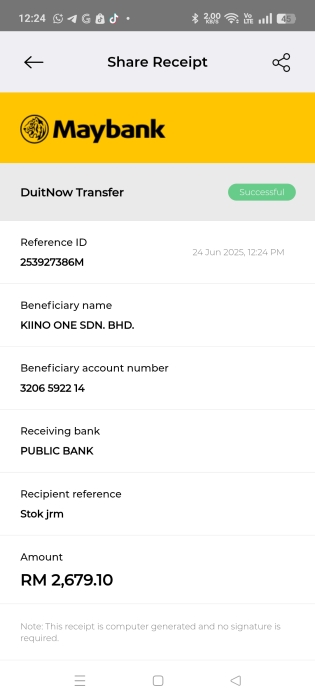 12:24
2.00 KB/S
Vo LTE
45
Share Receipt
Maybank
DuitNow Transfer
Successful
Reference ID
24 Jun 2025, 12:24 PM
253927386M
Beneficiary name
KIINO ONE SDN. BHD.
Beneficiary account number
3206 5922 14
Receiving bank
PUBLIC BANK
Recipient reference
Stok jrm
Amount
RM 2,679.10
Note: This receipt is computer generated and no signature is
required.